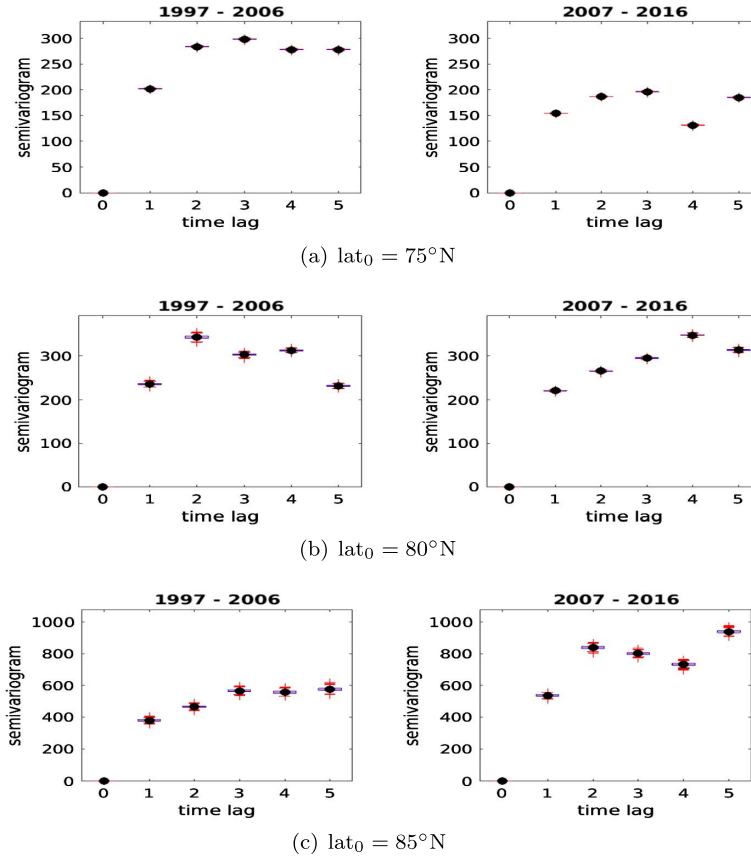 1997 - 2006
300
250
200
150
100
50
0
semivariogram
0 1 2 3 4 5
time lag
2007 - 2016
300
250
200
150
100
50
0
semivariogram
0 1 2 3 4 5
time lag
(a) lat₀ = 75°N
1997 - 2006
300
200
100
0
semivariogram
0 1 2 3 4 5
time lag
2007 - 2016
300
200
100
0
semivariogram
0 1 2 3 4 5
time lag
(b) lat₀ = 80°N
1997 - 2006
1000
800
600
400
200
0
semivariogram
0 1 2 3 4 5
time lag
2007 - 2016
1000
800
600
400
200
0
semivariogram
0 1 2 3 4 5
time lag
(c) lat₀ = 85°N